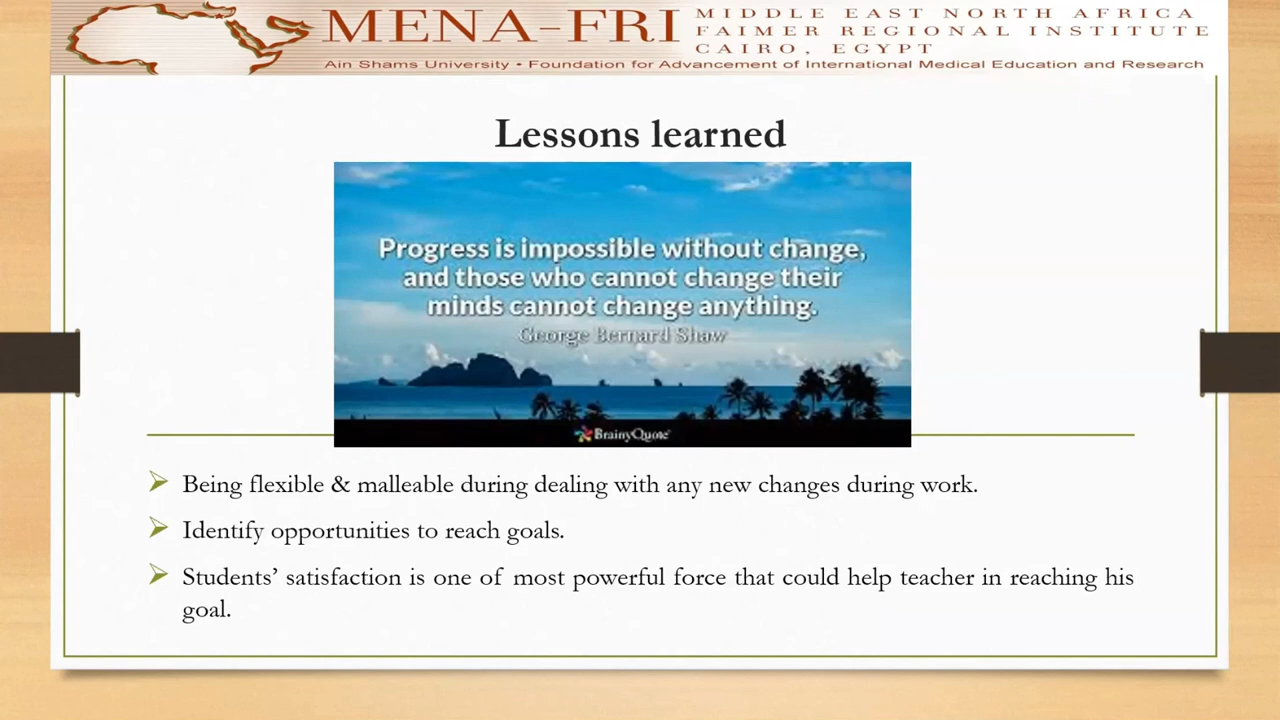 MENA-FRI
MIDDLE EAST NORTH AFRICA
FAIMER REGIONAL INSTITUTE
CAIRO, EGYPT
Ain Shams University • Foundation for Advancement of International Medical Education and Research
Lessons learned
Progress is impossible without change,
and those who cannot change their
minds cannot change anything.
George Bernard Shaw
BrainyQuote®
Being flexible & malleable during dealing with any new changes during work.
Identify opportunities to reach goals.
Students’ satisfaction is one of most powerful force that could help teacher in reaching his
goal.